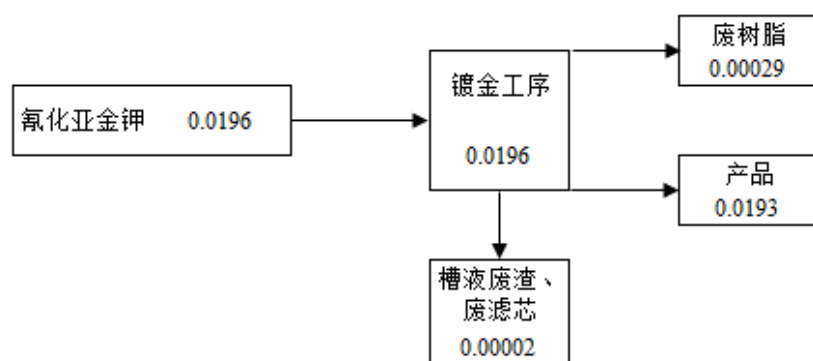 氰化亚金钾 0.0196
镀金工序
0.0196
废树脂
0.00029
产品
0.0193
槽液废渣、
废滤芯
0.00002